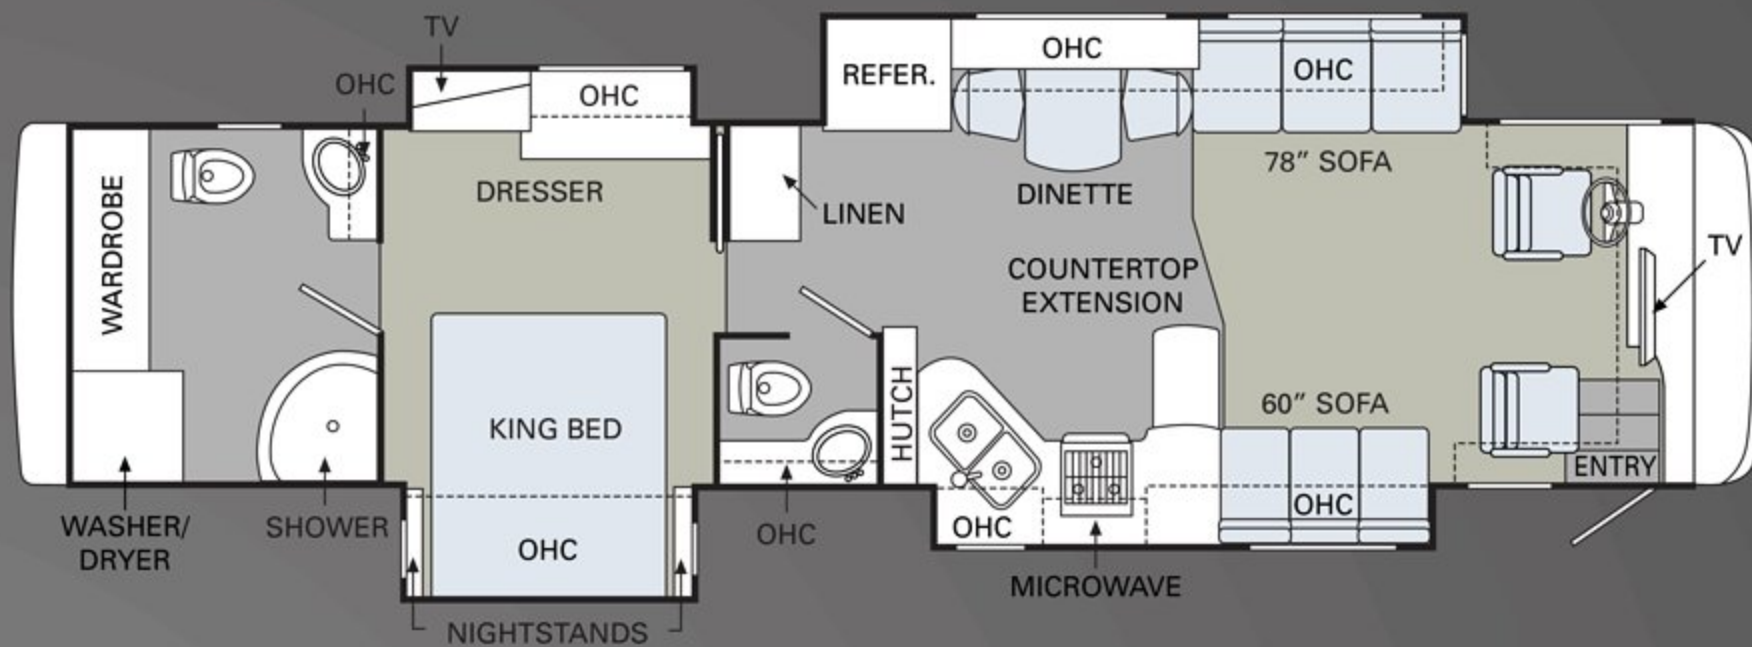 TV
OHC
OHC
REFER.
OHC
OHC
WARDROBE
DRESSER
LINEN
DINETTE
78” SOFA
TV
COUNTERTOP
EXTENSION
KING BED
HUTCH
60” SOFA
ENTRY
WASHER/
DRYER
SHOWER
OHC
OHC
OHC
OHC
MICROWAVE
NIGHTSTANDS